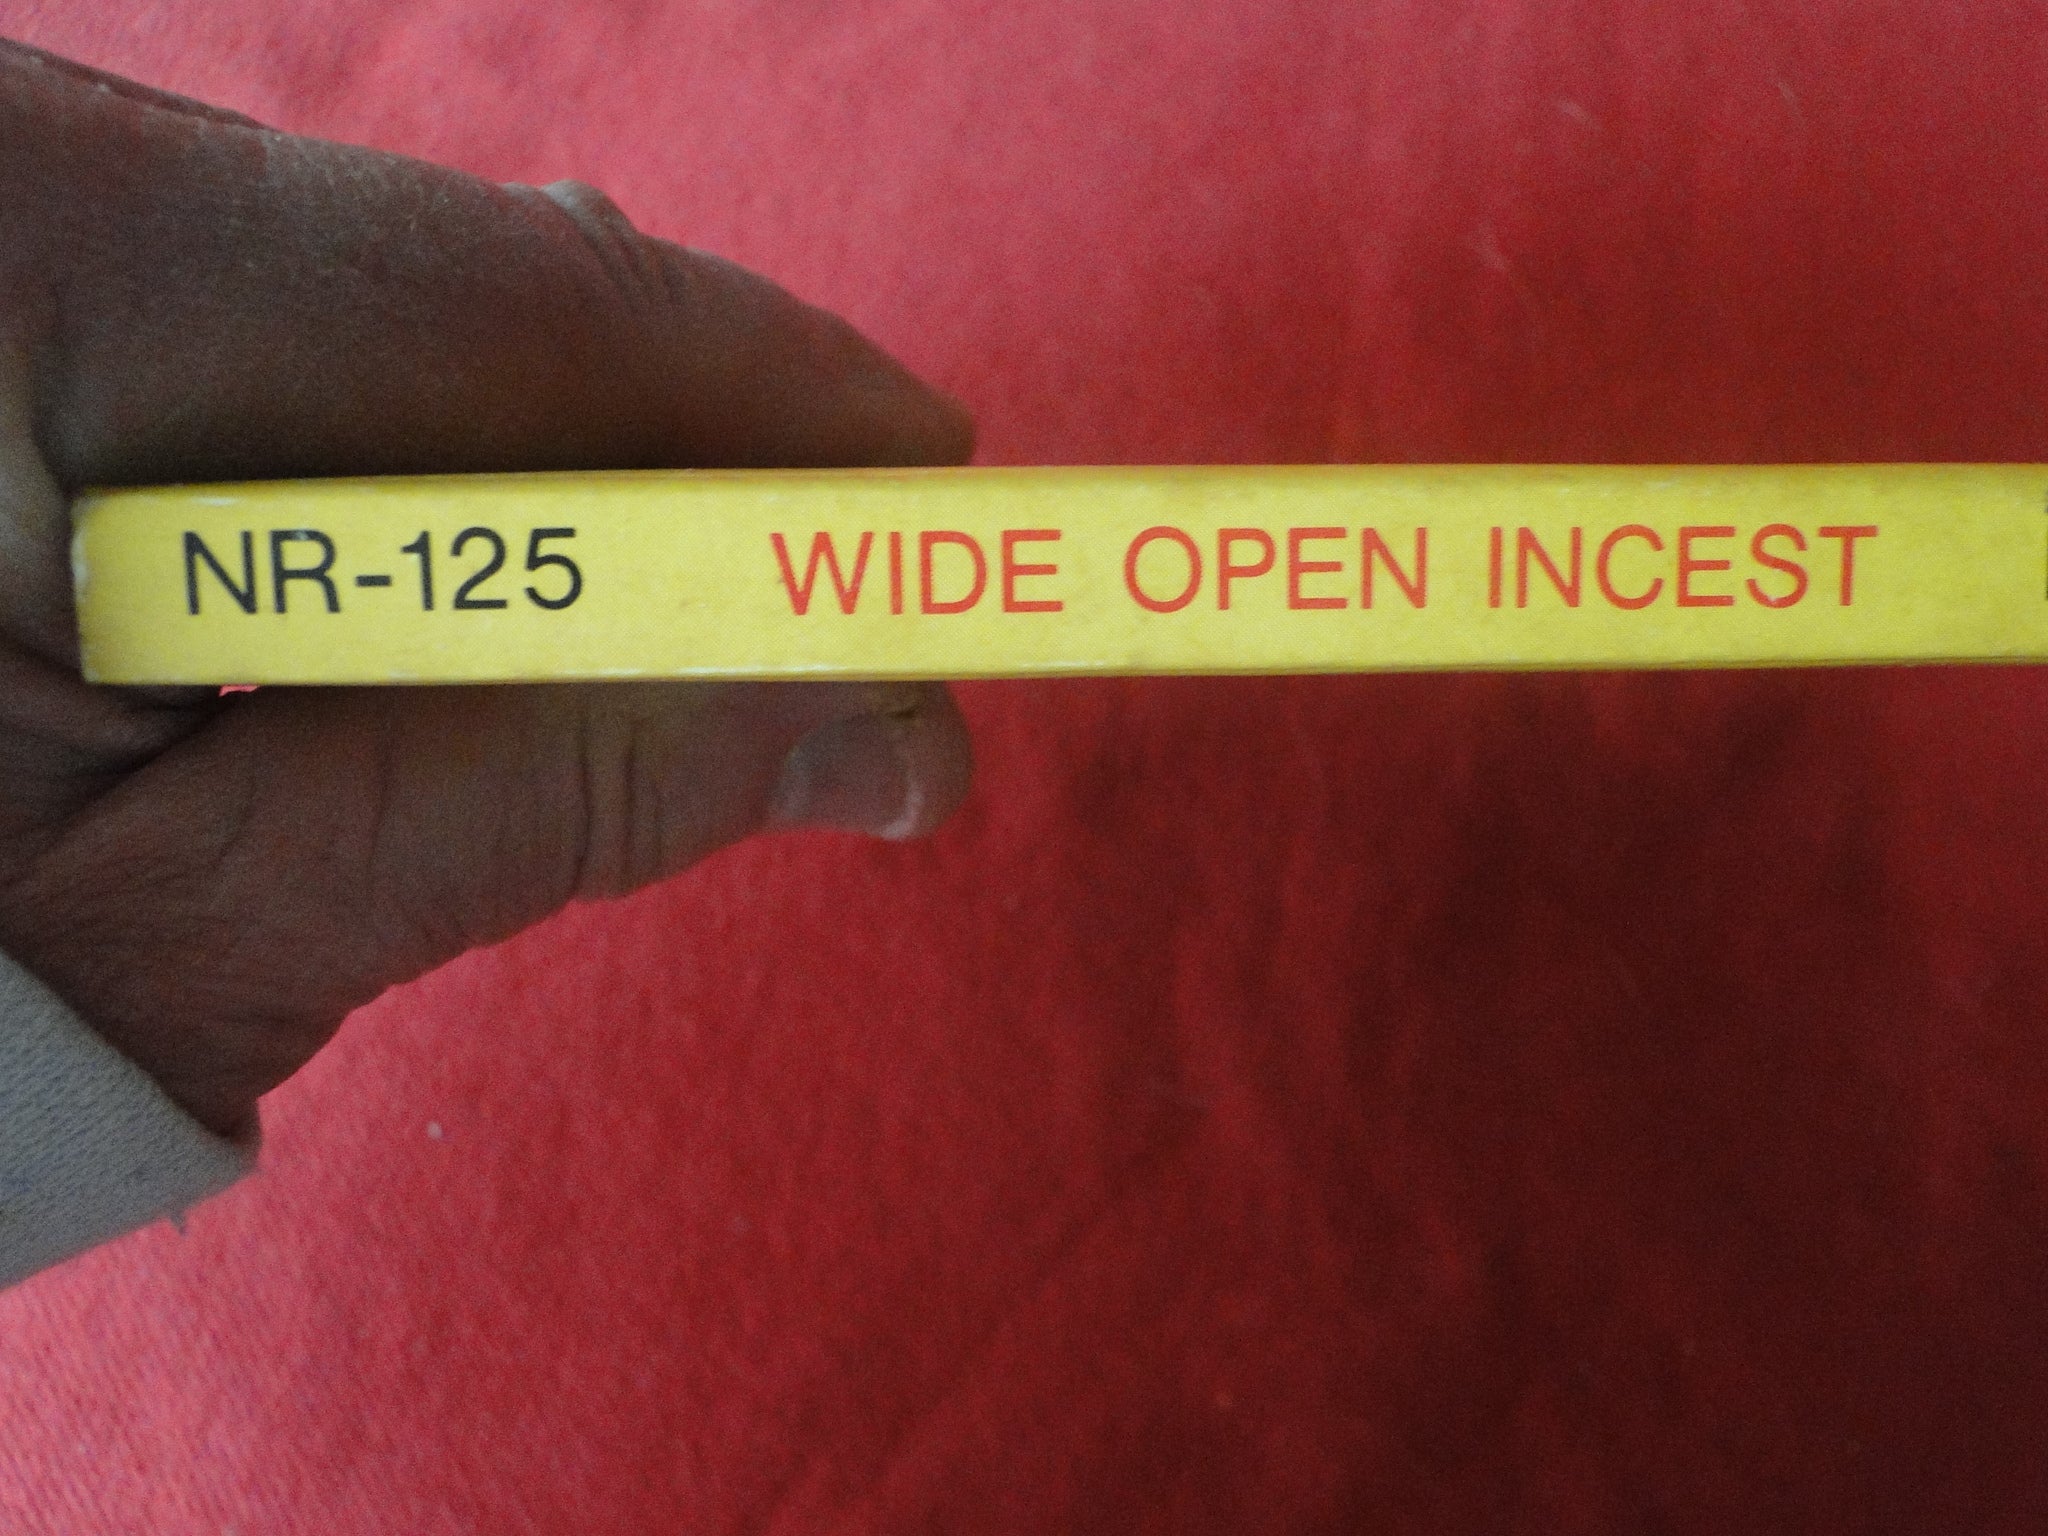 NR-125 WIDE OPEN INCEST